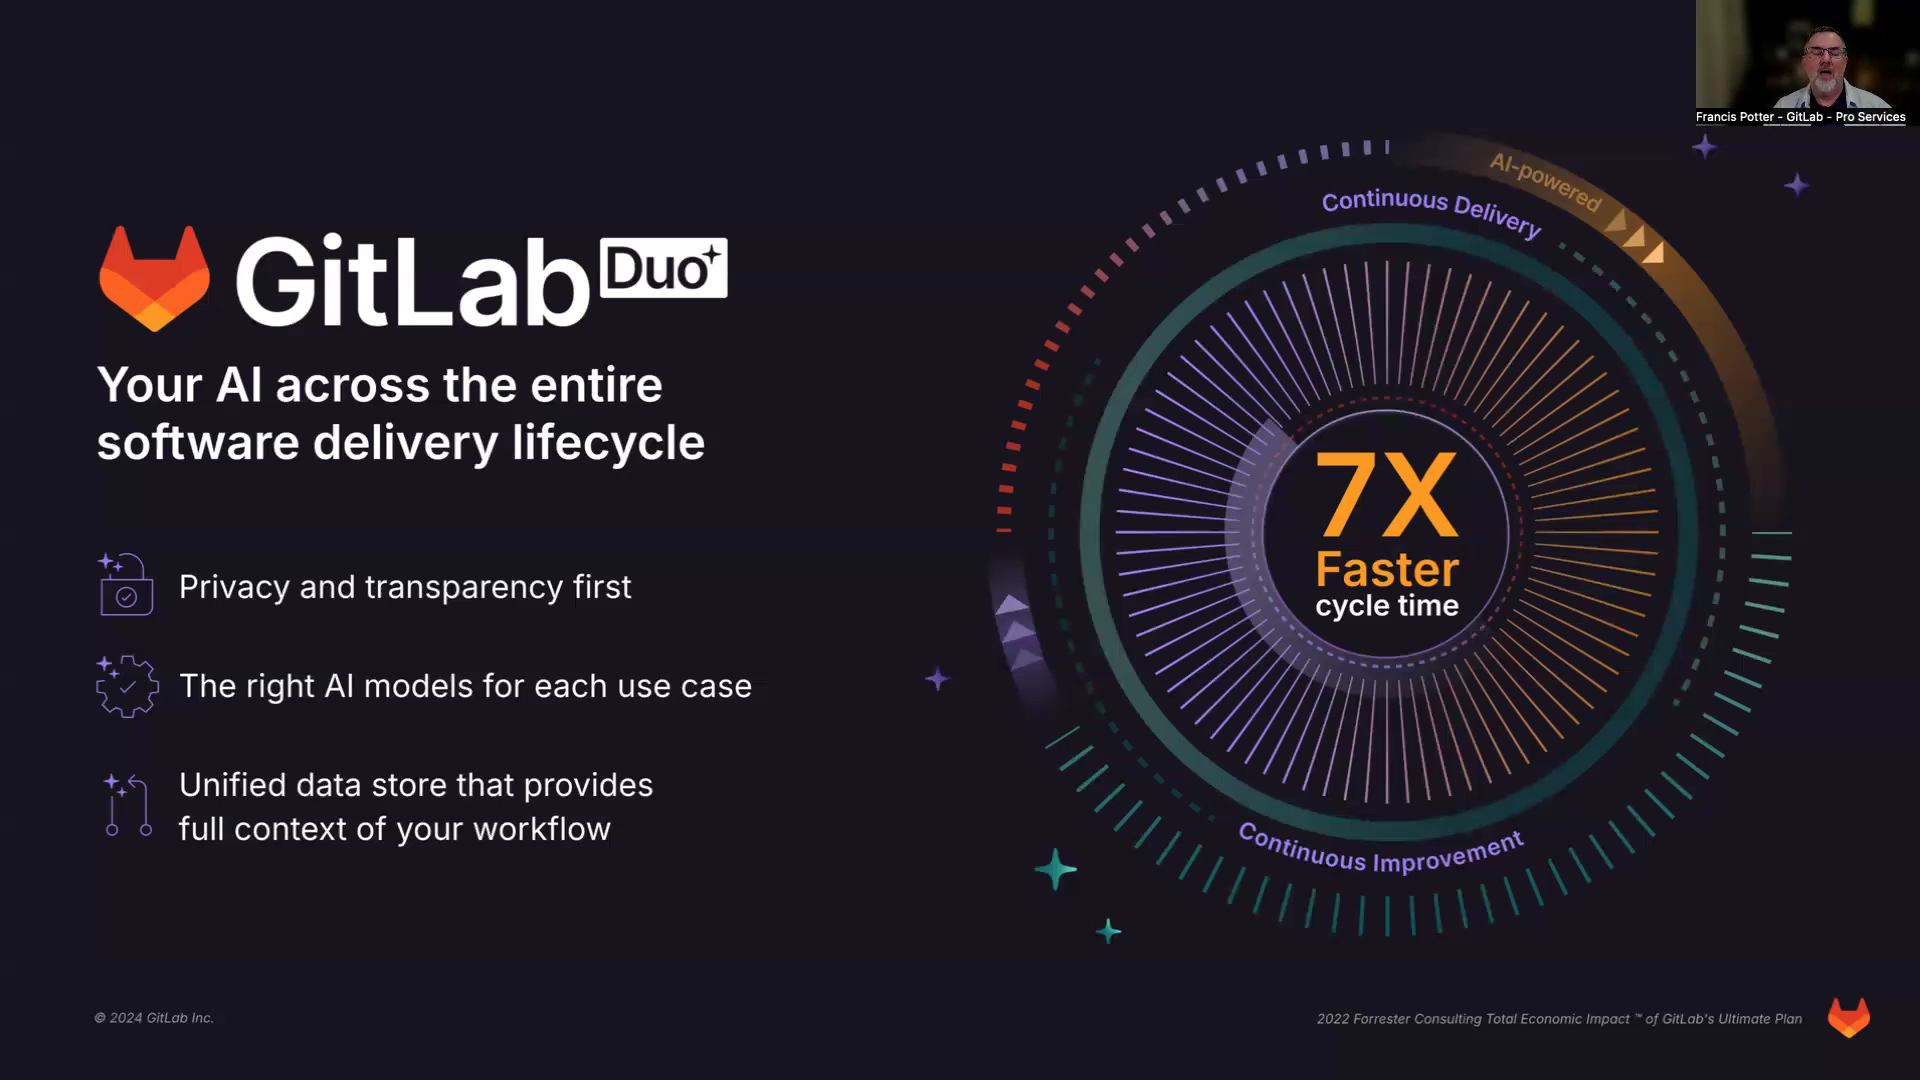 Francis Potter - GitLab - Pro Services
GitLab Duo
Your AI across the entire
software delivery lifecycle
Privacy and transparency first
The right AI models for each use case
Unified data store that provides
full context of your workflow
AI-powered
Continuous Delivery
7X
Faster
cycle time
Continuous Improvement
© 2024 GitLab Inc.
2022 Forrester Consulting Total Economic Impact ™ of GitLab's Ultimate Plan